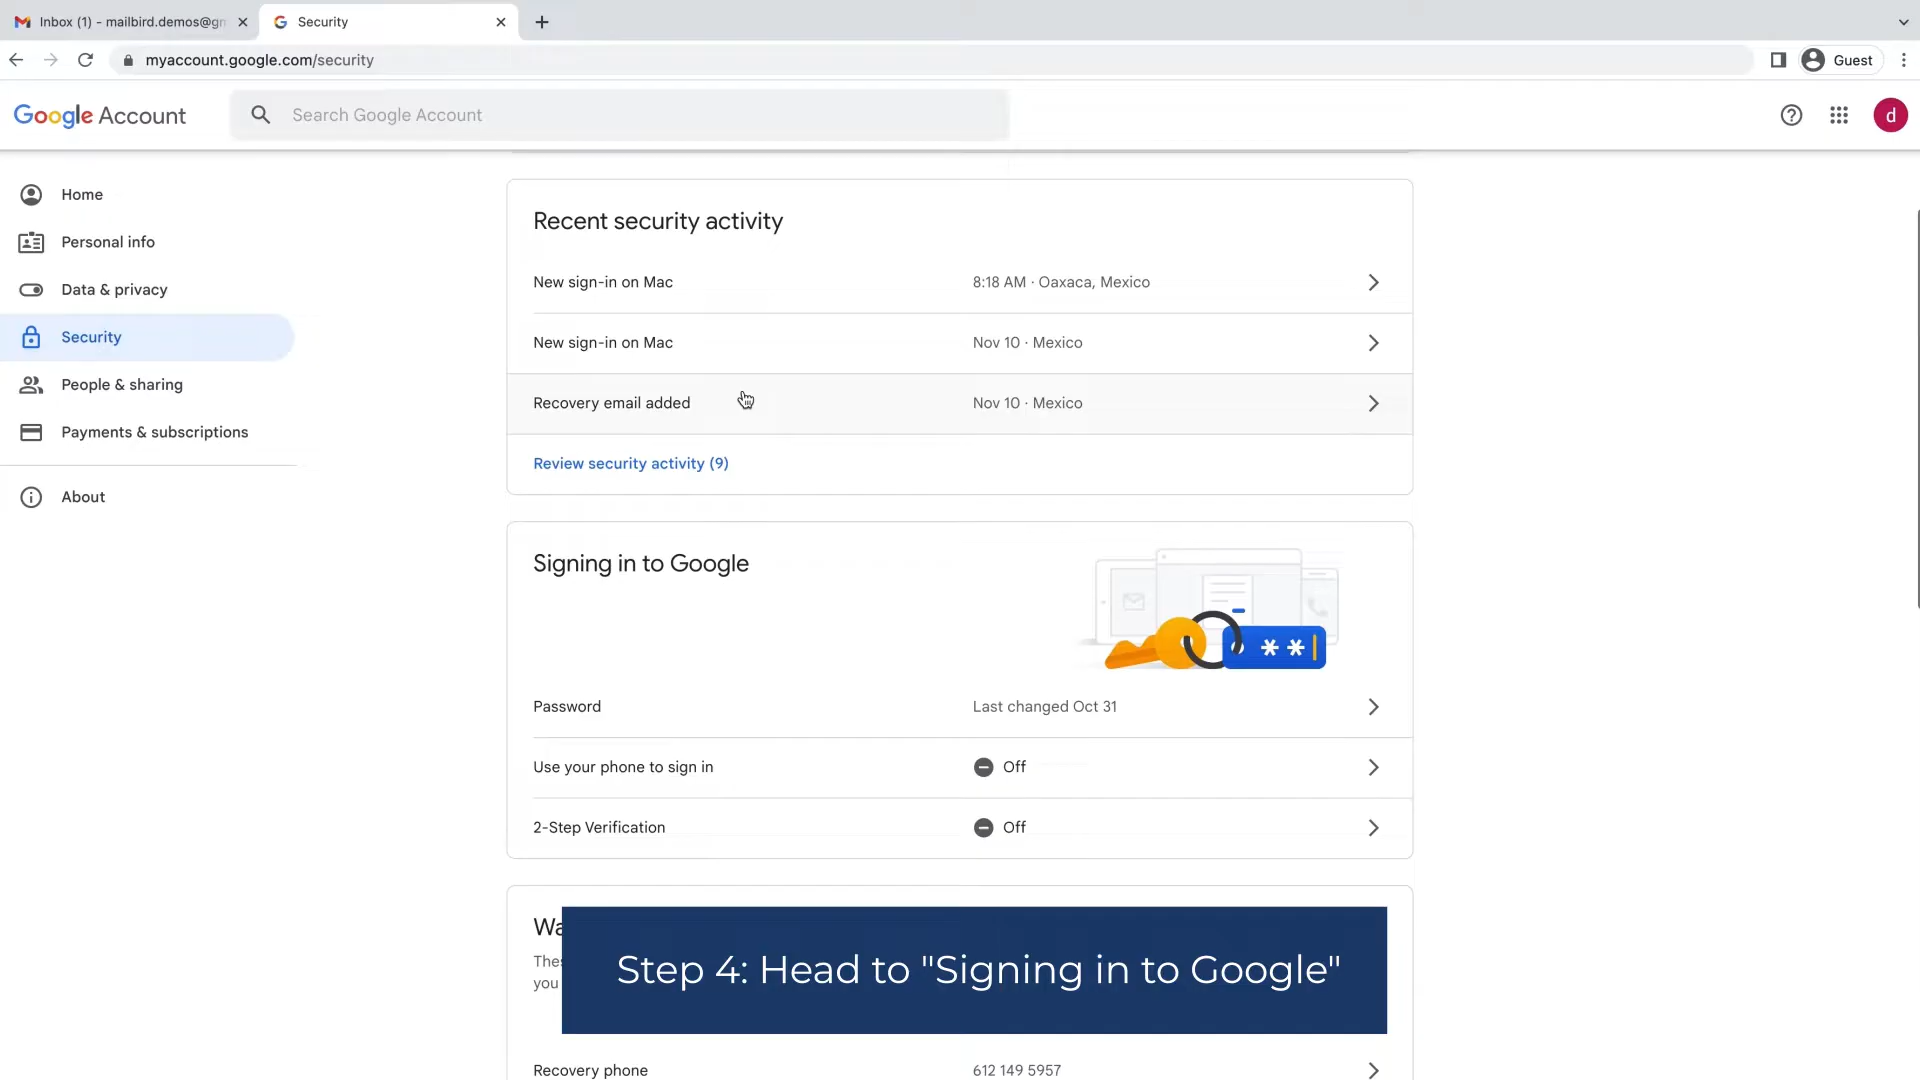 Inbox (1) - mailbird.demos@gm
Security
myaccount.google.com/security
Guest
Google Account
Search Google Account
d
Home
Personal info
Data & privacy
Security
People & sharing
Payments & subscriptions
About
Recent security activity
New sign-in on Mac
8:18 AM · Oaxaca, Mexico
New sign-in on Mac
Nov 10 · Mexico
Recovery email added
Nov 10 · Mexico
Review security activity (9)
Signing in to Google
**
Password
Last changed Oct 31
Use your phone to sign in
Off
2-Step Verification
Off
Wa
Thes
you
Step 4: Head to "Signing in to Google"
Recovery phone
612 149 5957